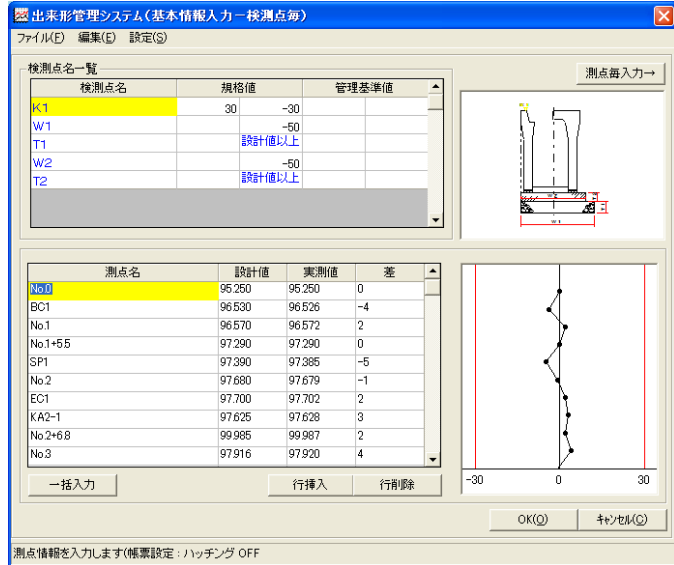 出来形管理システム(基本情報入力ー検測点毎)
ファイル(F) 編集(E) 設定(S)
検測点名一覧
測点毎入力→
検測点名 規格値 管理基準値
K1 30 -30
W1 -50
T1 設計値以上
W2 -50
T2 設計値以上
W2
W1
測点名 設計値 実測値 差
No.0 95.250 95.250 0
BC1 96.530 96.526 -4
No.1 96.570 96.572 2
No.1+5.5 97.290 97.290 0
SP1 97.390 97.385 -5
No.2 97.680 97.679 -1
EC1 97.700 97.702 2
KA2-1 97.625 97.628 3
No.2+6.8 99.985 99.987 2
No.3 97.916 97.920 4
-30 0 30
一括入力 行挿入 行削除
OK(O) キャンセル(C)
測点情報を入力します(帳票設定:ハッチング OFF